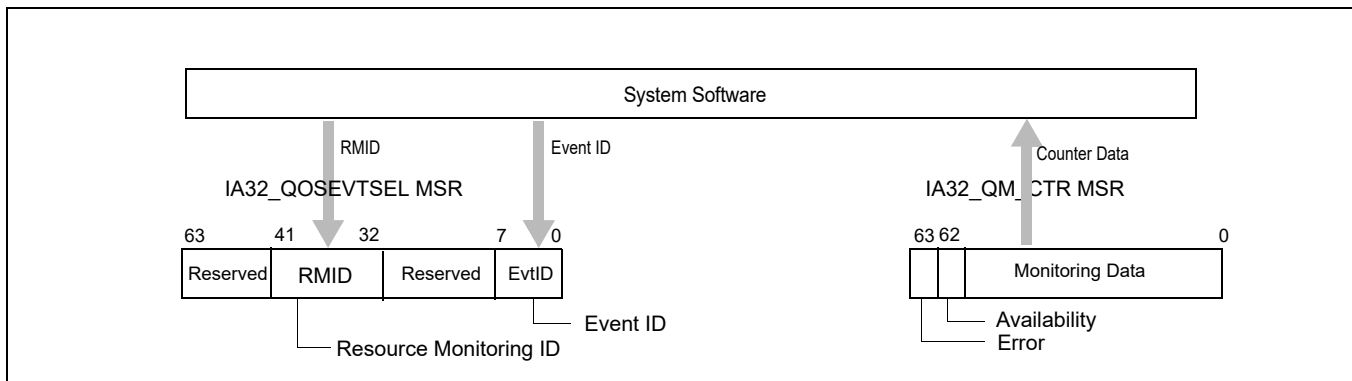 System Software
RMID
Event ID
Counter Data
IA32_QOSEVTSEL MSR
IA32_QM_CTR MSR
63 41 32 7 0
63 62 0
Reserved RMID Reserved EvtID
Monitoring Data
Event ID
Resource Monitoring ID
Availability
Error